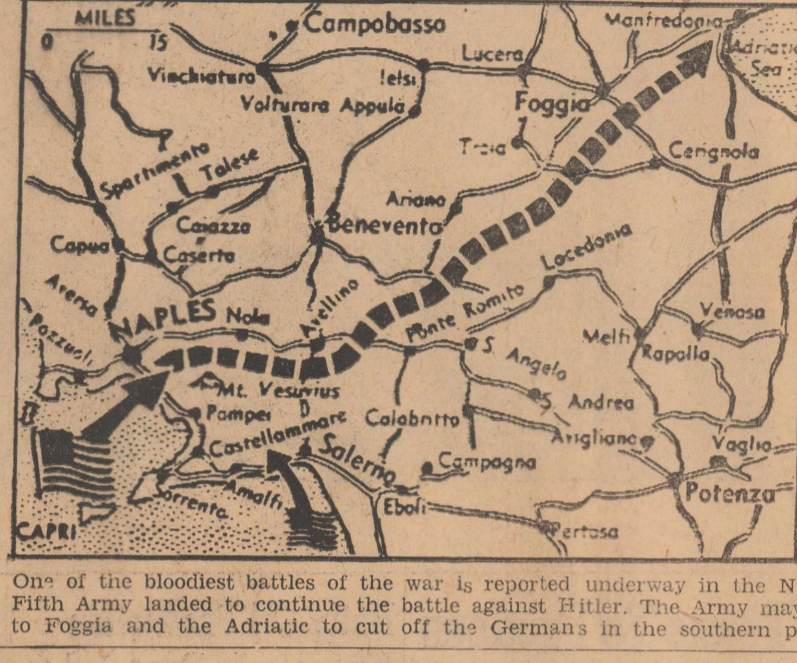 MILES
0 15
Campobasso
Manfredonia
Adriatic
Sea
Lucera
Vinchiatura
Ielsi
Volturara Appula
Foggia
Troia
Cerignola
Spartimento
Telese
Ariano
Caiazzo
Benevento
Capua
Caserta
Lacedonia
Aversa
Avellino
Ponte Romito
NAPLES
Nola
Venosa
Pozzuoli
Melfi
Rapolla
S. Angelo
Mt. Vesuvius
S. Andrea
Pompei
Calabritto
Castellammare
Avigliano
Vaglio
Salerno
Campagna
Sorrento
Amalfi
Eboli
Potenza
CAPRI
Pertosa
One of the bloodiest battles of the war is reported underway in the N
Fifth Army landed to continue the battle against Hitler. The Army may
to Foggia and the Adriatic to cut off the Germans in the southern p